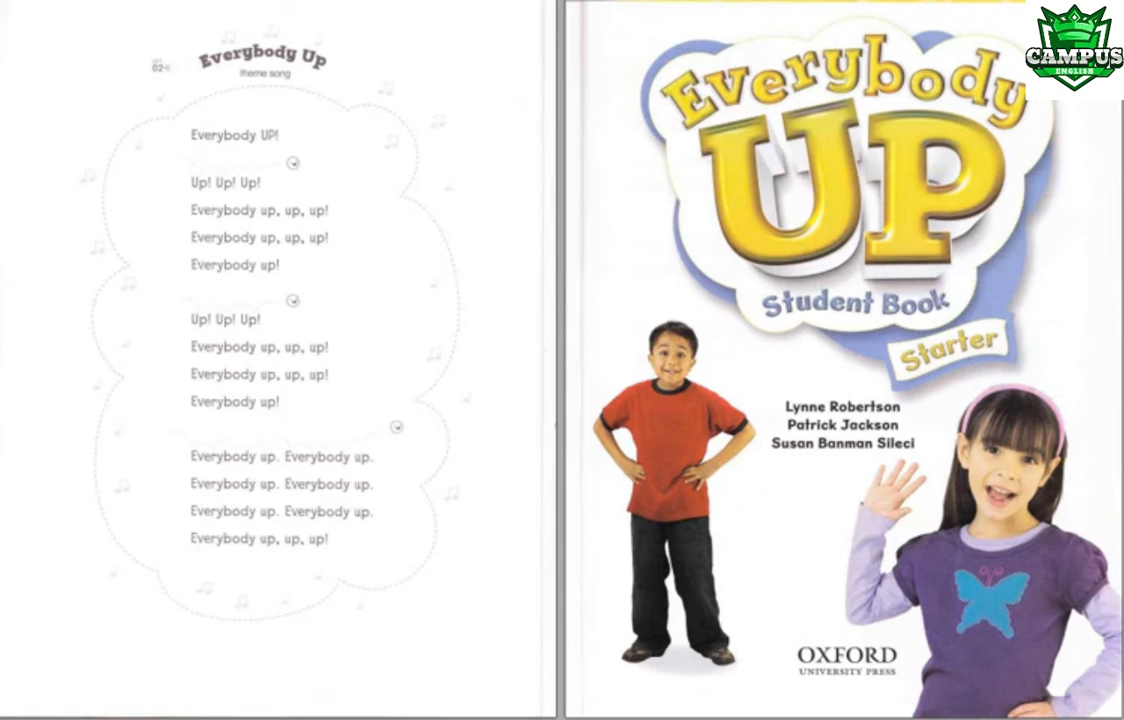 Everybody Up
theme song
02
Everybody UP!
Up! Up! Up!
Everybody up, up, up!
Everybody up, up, up!
Everybody up!
Up! Up! Up!
Everybody up, up, up!
Everybody up, up, up!
Everybody up!
Everybody up. Everybody up.
Everybody up. Everybody up.
Everybody up. Everybody up.
Everybody up, up, up!
Everybody
UP
Student Book
Starter
Lynne Robertson
Patrick Jackson
Susan Banman Sileci
OXFORD
UNIVERSITY PRESS
CAMPUS
ENGLISH